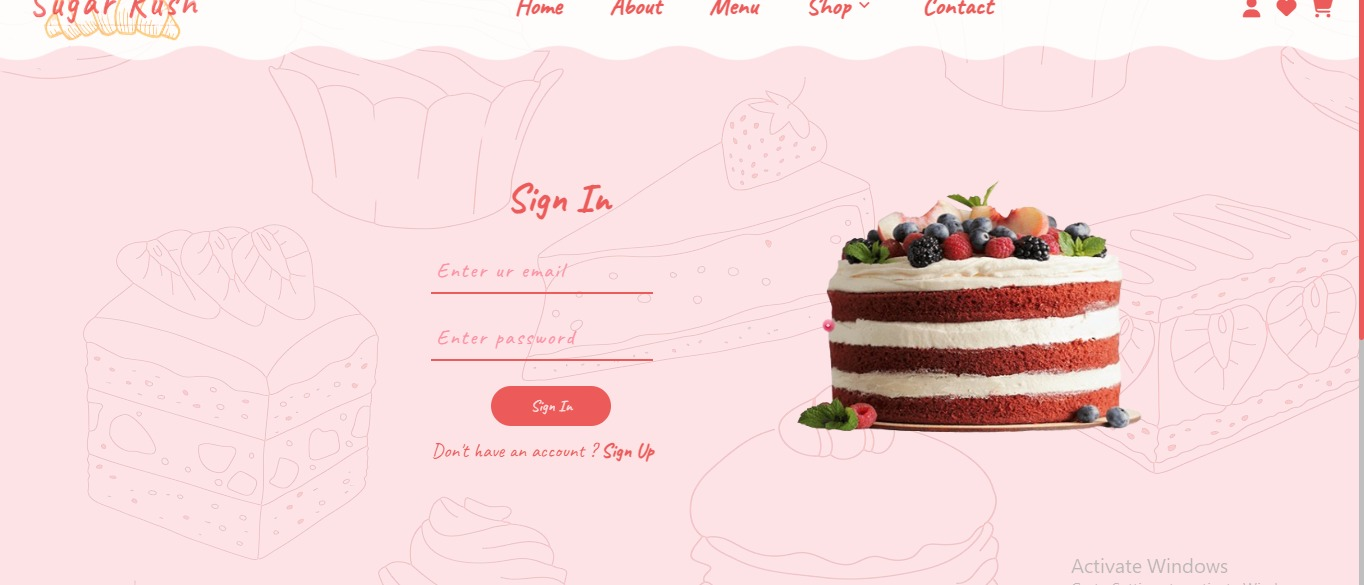 Sugar Rush
Home About Menu Shop Contact
Sign In
Enter ur email
Enter password
Sign In
Don't have an account ? Sign Up
Activate Windows